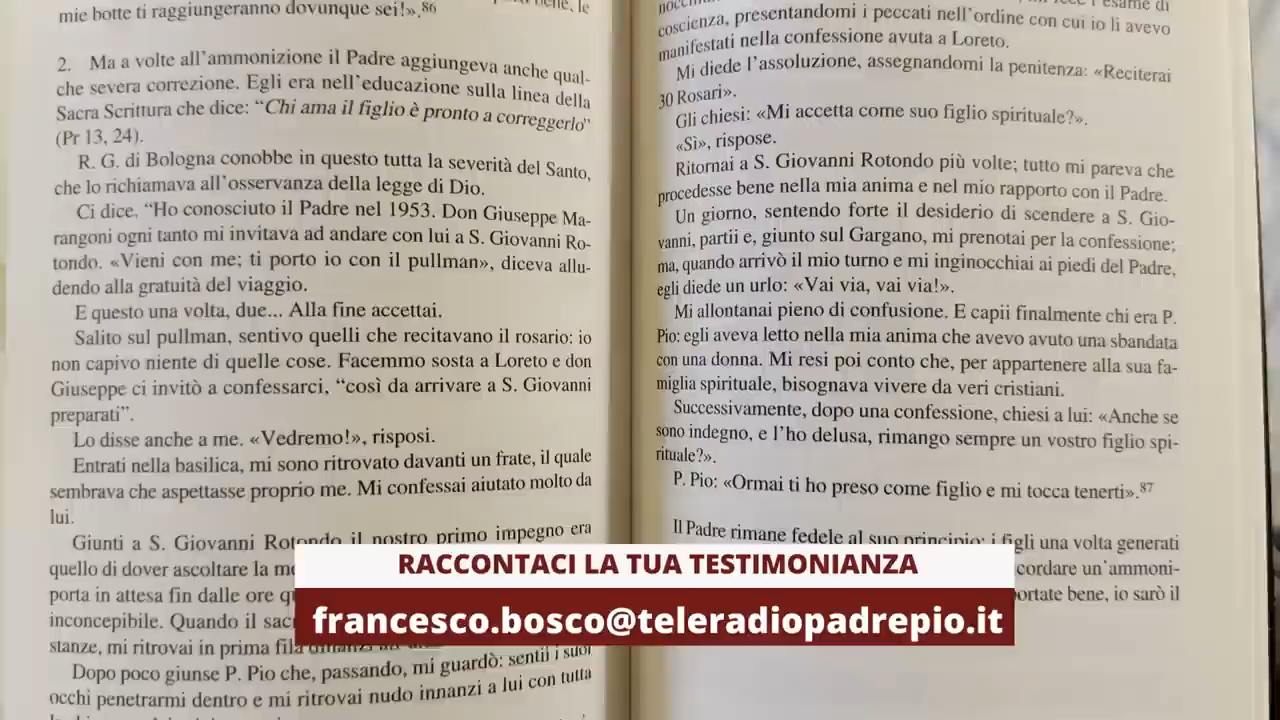 mie botte ti raggiungeranno dovunque sei!».86
2. Ma a volte all'ammonizione il Padre aggiungeva anche qual-
che severa correzione. Egli era nell'educazione sulla linea della
Sacra Scrittura che dice: "Chi ama il figlio è pronto a correggerlo"
(Pr 13, 24).
R. G. di Bologna conobbe in questo tutta la severità del Santo,
che lo richiamava all'osservanza della legge di Dio.
Ci dice, "Ho conosciuto il Padre nel 1953. Don Giuseppe Ma-
rangoni ogni tanto mi invitava ad andare con lui a S. Giovanni Ro-
tondo. «Vieni con me; ti porto io con il pullman», diceva allu-
dendo alla gratuità del viaggio.
E questo una volta, due... Alla fine accettai.
Salito sul pullman, sentivo quelli che recitavano il rosario: io
non capivo niente di quelle cose. Facemmo sosta a Loreto e don
Giuseppe ci invitò a confessarci, "così da arrivare a S. Giovanni
preparati".
Lo disse anche a me. «Vedremo!», risposi.
Entrati nella basilica, mi sono ritrovato davanti un frate, il quale
sembrava che aspettasse proprio me. Mi confessai aiutato molto da
lui.
Giunti a S. Giovanni Rotondo il nostro primo impegno era
quello di dover ascoltare la
porta in attesa fin dalle ore
inconcepibile. Quando il
stanze, mi ritrovai in prima fila
Dopo poco giunse P. Pio che, passando, mi guardò: sentii i suoi
occhi penetrarmi dentro e mi ritrovai nudo innanzi a lui con tutta
le
coscienza, presentandomi i peccati nell'ordine con cui io li avevo
manifestati nella confessione avuta a Loreto.
Mi diede l'assoluzione, assegnandomi la penitenza: «Reciterai
30 Rosari».
Gli chiesi: «Mi accetta come suo figlio spirituale?».
«Sì», rispose.
Ritornai a S. Giovanni Rotondo più volte; tutto mi pareva che
procedesse bene nella mia anima e nel mio rapporto con il Padre.
Un giorno, sentendo forte il desiderio di scendere a S. Gio-
vanni, partii e, giunto sul Gargano, mi prenotai per la confessione;
ma, quando arrivò il mio turno e mi inginocchiai ai piedi del Padre,
egli diede un urlo: «Vai via, vai via!».
Mi allontanai pieno di confusione. E capii finalmente chi era P.
Pio: egli aveva letto nella mia anima che avevo avuto una sbandata
con una donna. Mi resi poi conto che, per appartenere alla sua fa-
miglia spirituale, bisognava vivere da veri cristiani.
Successivamente, dopo una confessione, chiesi a lui: «Anche se
sono indegno, e l'ho delusa, rimango sempre un vostro figlio spi-
rituale?».
P. Pio: «Ormai ti ho preso come figlio e mi tocca tenerti».87
Il Padre rimane fedele al suo principio: i figli una volta generati
cordare un'ammoni-
portate bene, io sarò il
RACCONTACI LA TUA TESTIMONIANZA
francesco.bosco@teleradiopadrepio.it